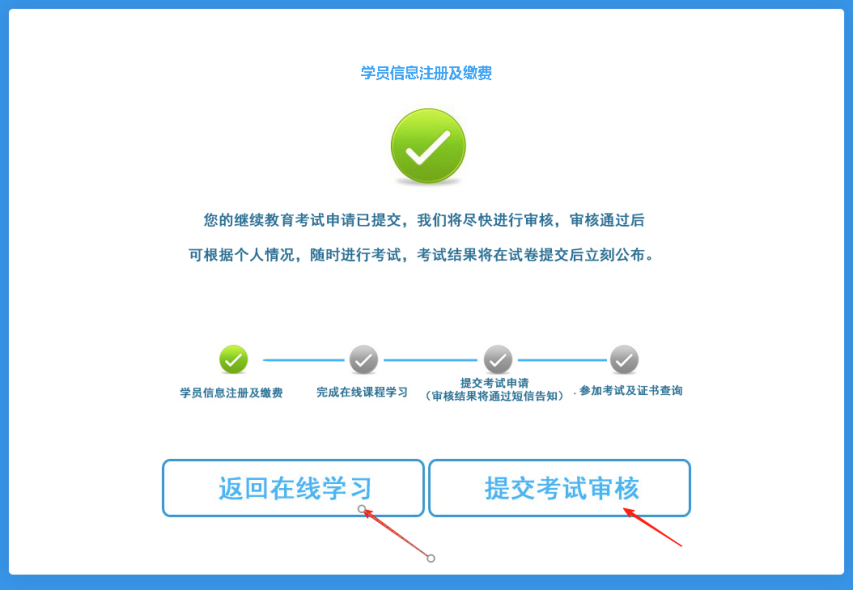 学员信息注册及缴费
您的继续教育考试申请已提交，我们将尽快进行审核，审核通过后
可根据个人情况，随时进行考试，考试结果将在试卷提交后立刻公布。
学员信息注册及缴费
完成在线课程学习
提交考试申请
（审核结果将通过短信告知）
参加考试及证书查询
返回在线学习
提交考试审核